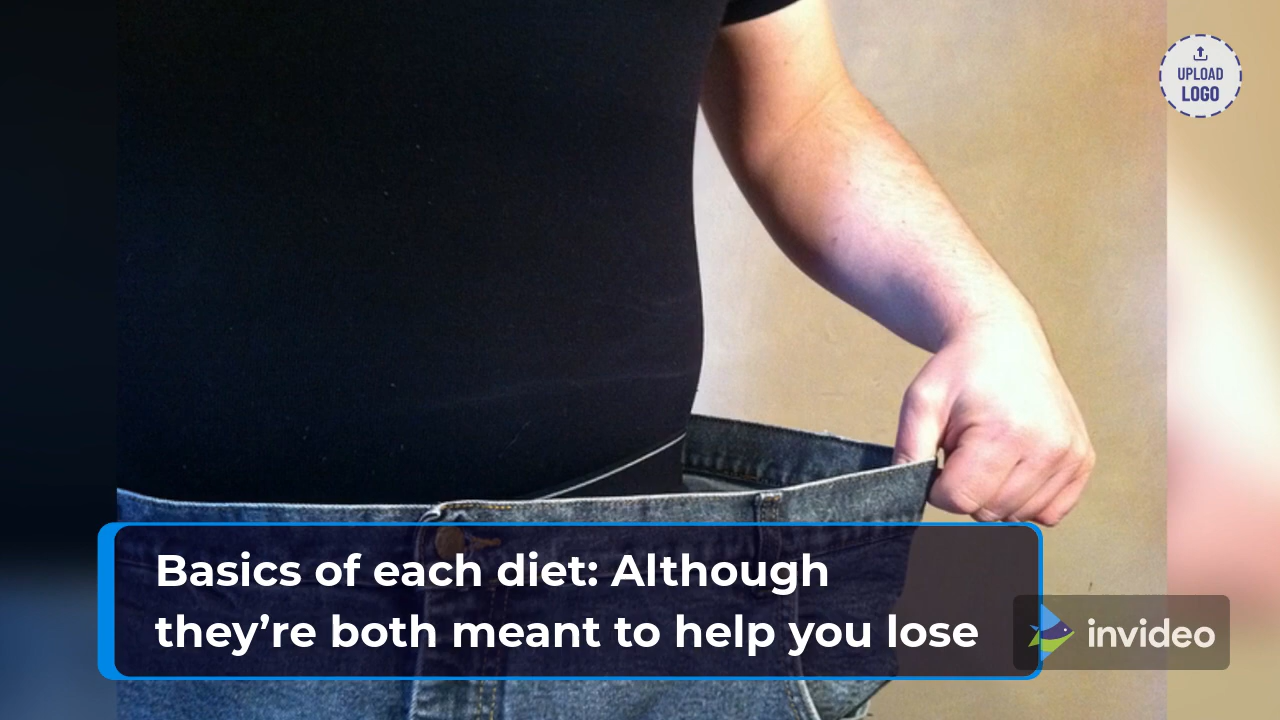 UPLOAD
LOGO
Basics of each diet: Although
they’re both meant to help you lose
invideo